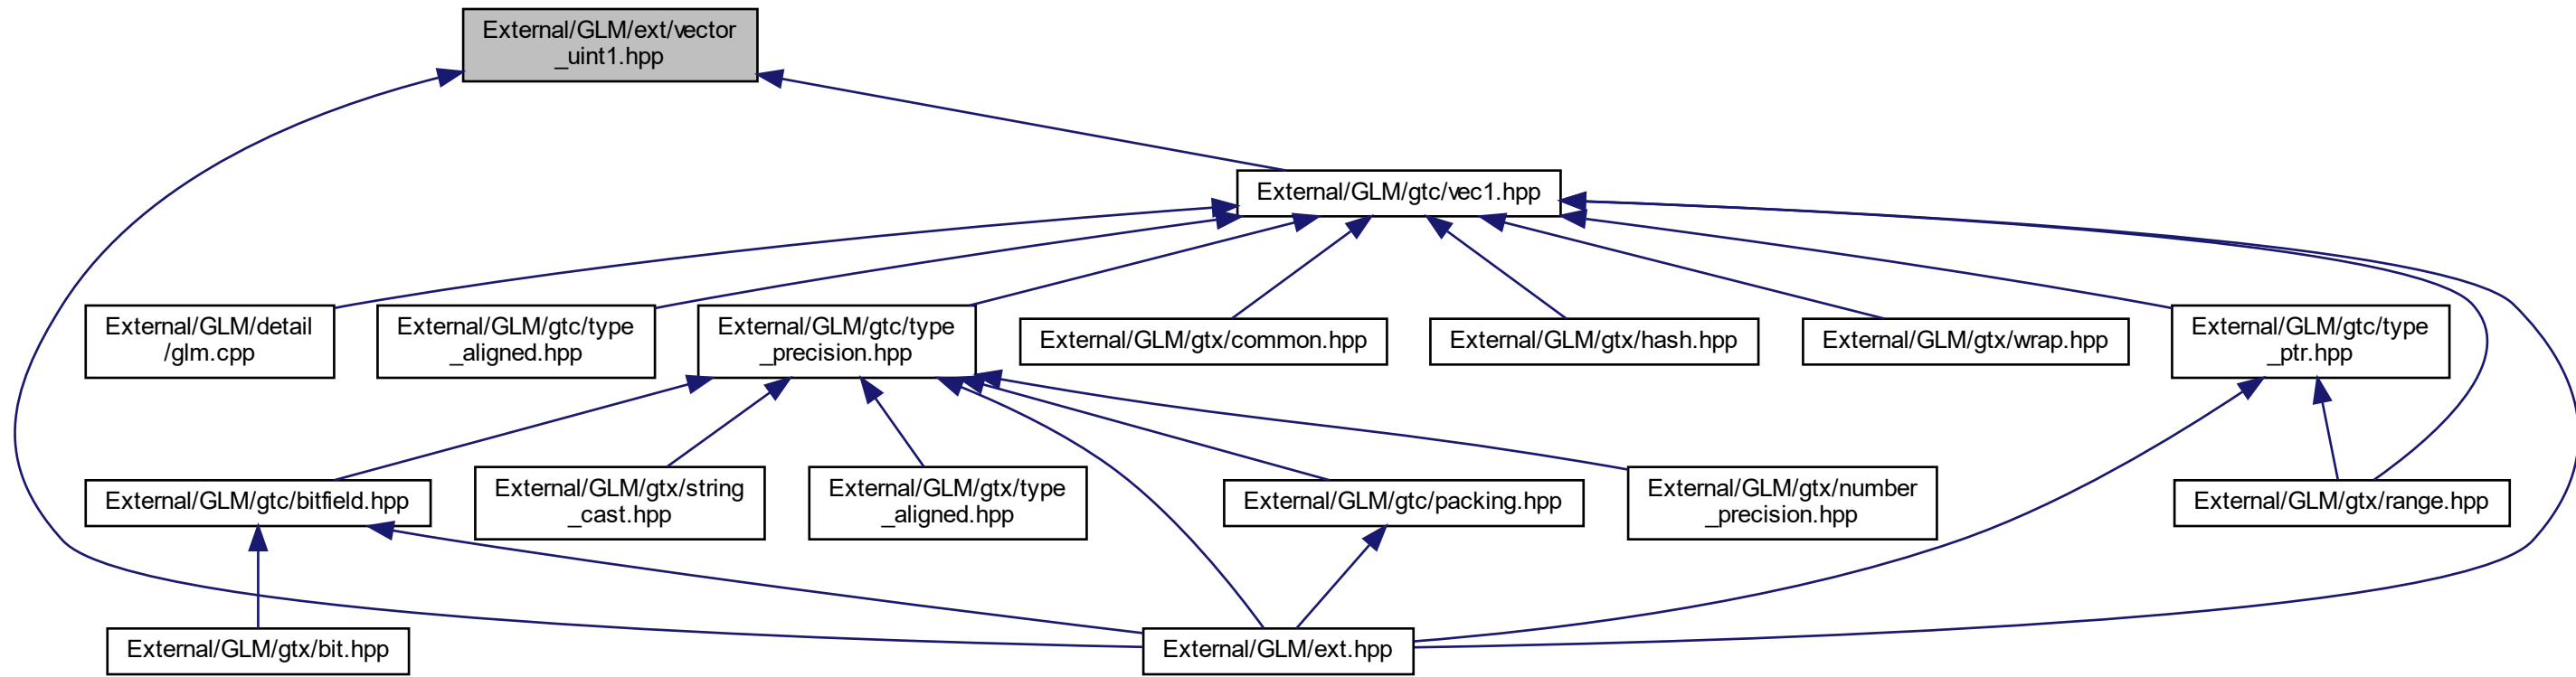 External/GLM/ext/vector
_uint1.hpp
External/GLM/gtc/vec1.hpp
External/GLM/detail
/glm.cpp
External/GLM/gtc/type
_aligned.hpp
External/GLM/gtc/type
_precision.hpp
External/GLM/gtx/common.hpp
External/GLM/gtx/hash.hpp
External/GLM/gtx/wrap.hpp
External/GLM/gtc/type
_ptr.hpp
External/GLM/gtc/bitfield.hpp
External/GLM/gtx/string
_cast.hpp
External/GLM/gtx/type
_aligned.hpp
External/GLM/gtc/packing.hpp
External/GLM/gtx/number
_precision.hpp
External/GLM/gtx/range.hpp
External/GLM/gtx/bit.hpp
External/GLM/ext.hpp